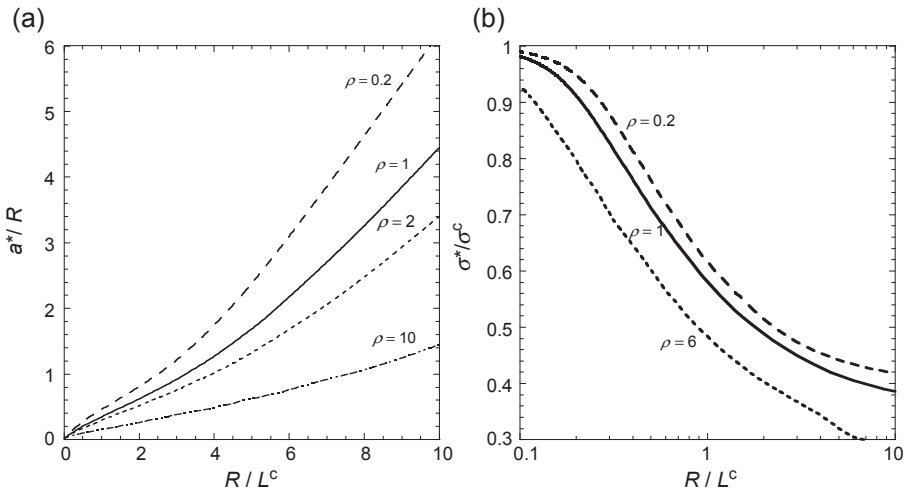 (a)
6
5
4
3
2
1
0
a*/ R
0 2 4 6 8 10
R / Lᶜ
ρ = 0.2
ρ = 1
ρ = 2
ρ = 10
(b)
1
0.9
0.8
0.7
0.6
0.5
0.4
0.3
σ*/σᶜ
0.1 1 10
R / Lᶜ
ρ = 0.2
ρ = 1
ρ = 6